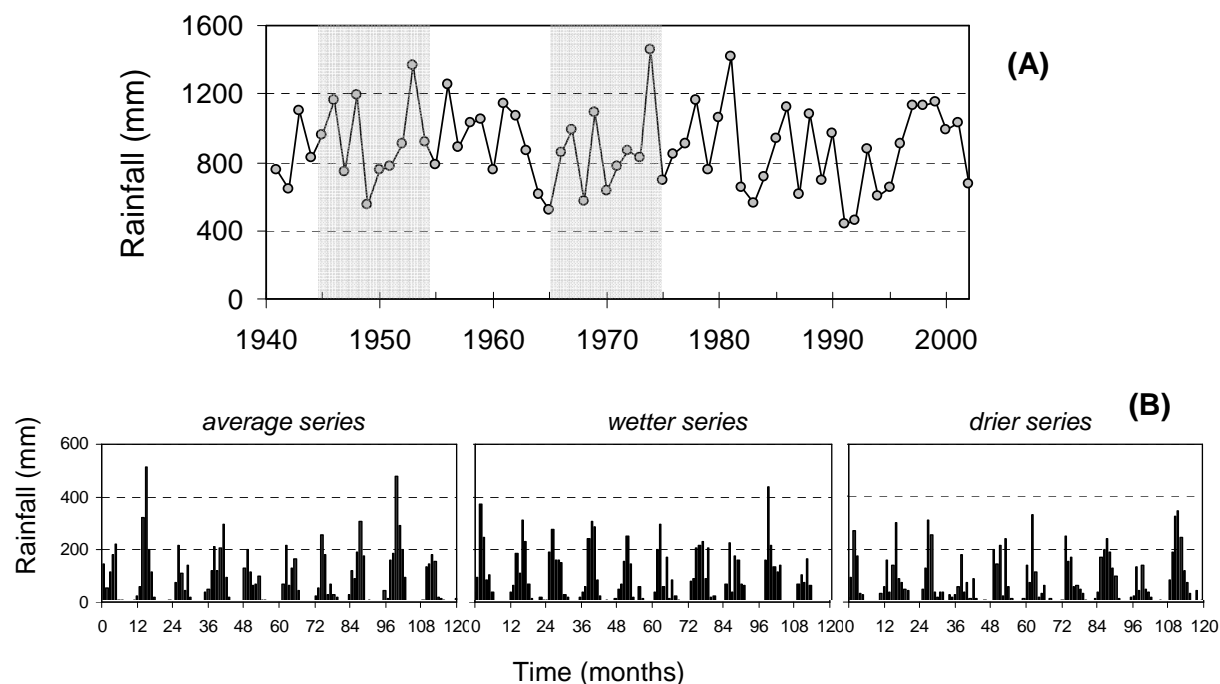 1600
1200
800
400
0
Rainfall (mm)
(A)
1940 1950 1960 1970 1980 1990 2000
(B)
average series wetter series drier series
600
400
200
0
Rainfall (mm)
0 12 24 36 48 60 72 84 96 108 120 12 24 36 48 60 72 84 96 108 120 12 24 36 48 60 72 84 96 108 120
Time (months)